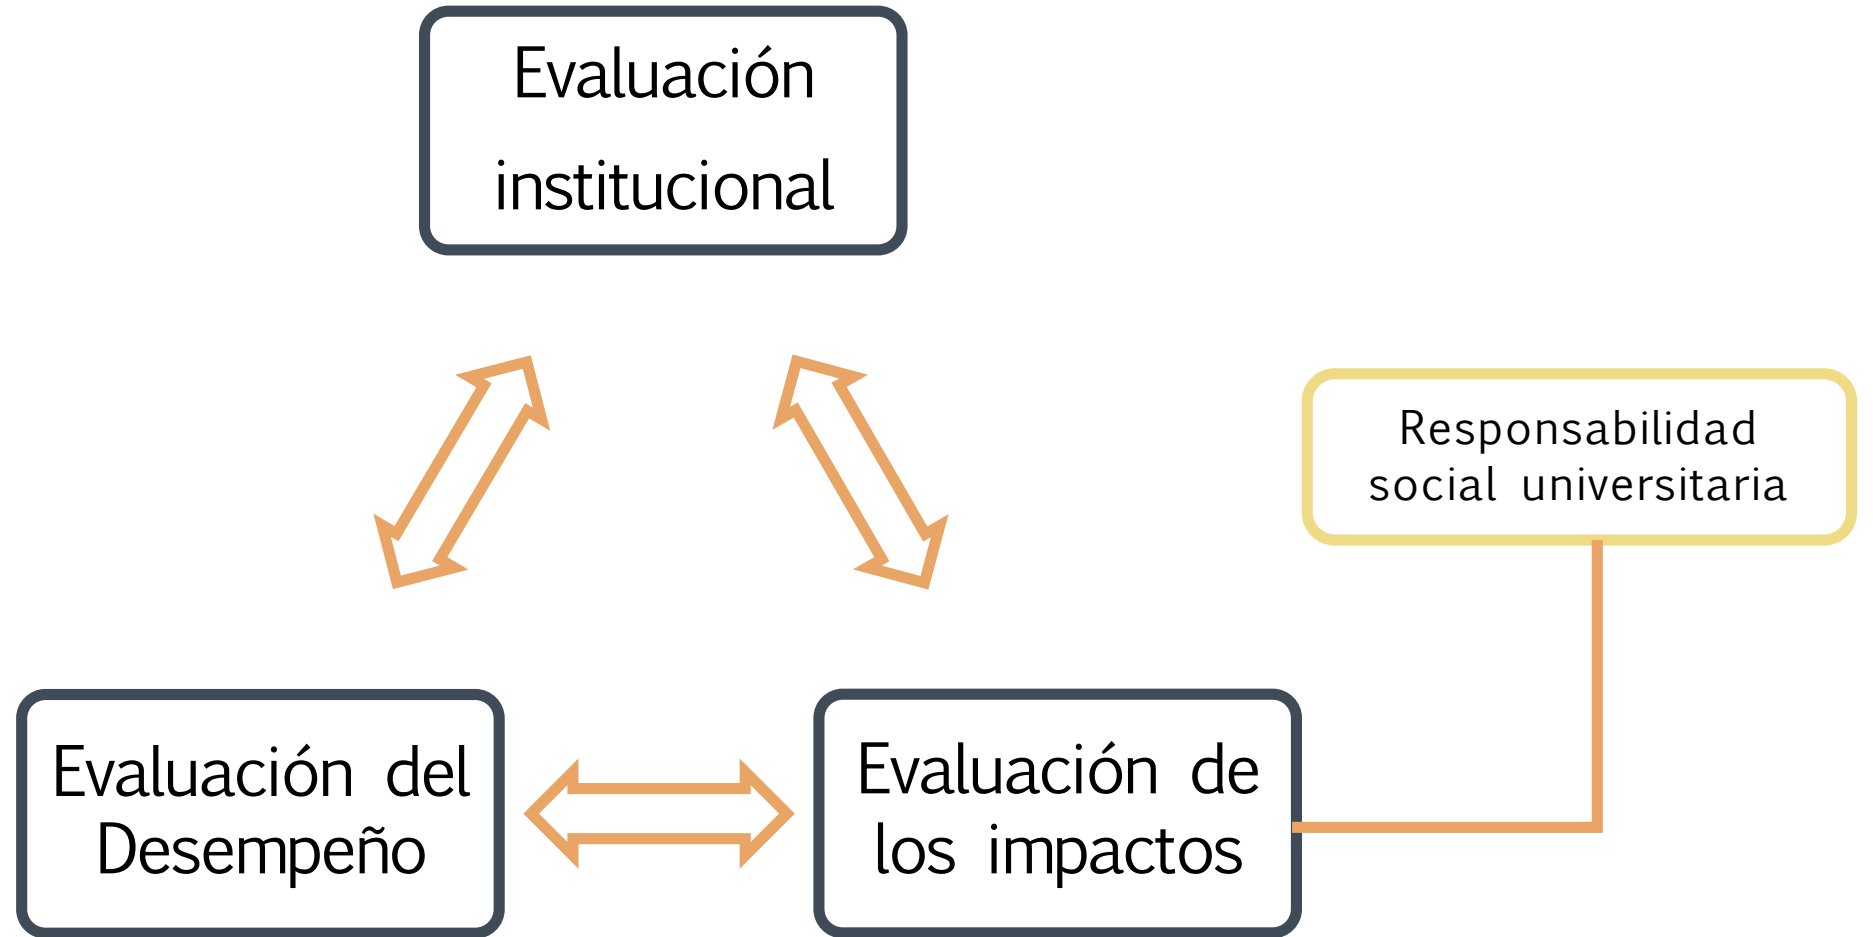 Evaluación
institucional
Responsabilidad
social universitaria
Evaluación del
Desempeño
Evaluación de
los impactos